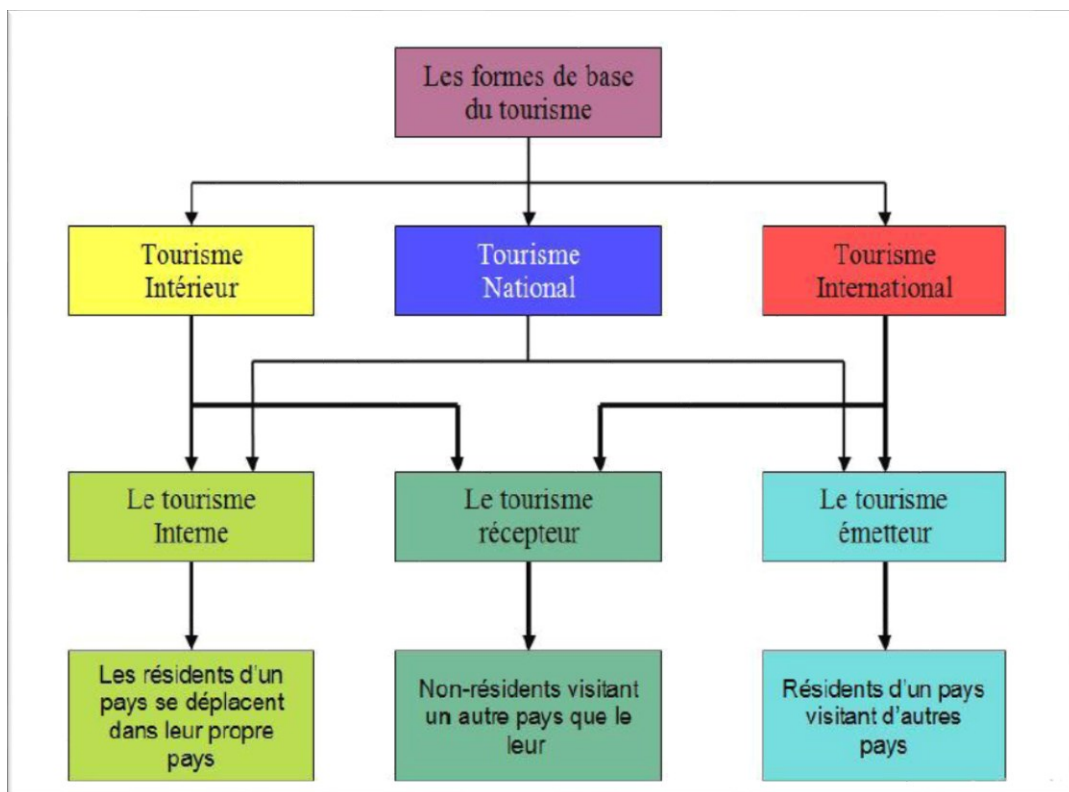 Les formes de base
du tourisme
Tourisme
Intérieur
Tourisme
National
Tourisme
International
Le tourisme
Interne
Le tourisme
récepteur
Le tourisme
émetteur
Les résidents d'un
pays se déplacent
dans leur propre
pays
Non-résidents visitant
un autre pays que le
leur
Résidents d'un pays
visitant d'autres
pays